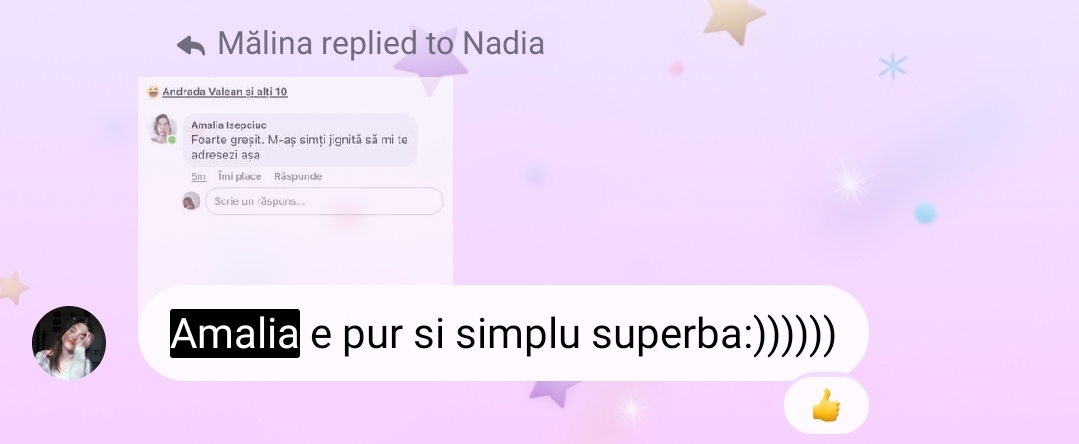 Mălina replied to Nadia
Andrada Valean și alți 10
Amalia Isepciuc
Foarte greșit. M-aș simți jignită să mi te
adresezi așa
5m Îmi place Răspunde
Scrie un răspuns...
Amalia e pur si simplu superba:))))))